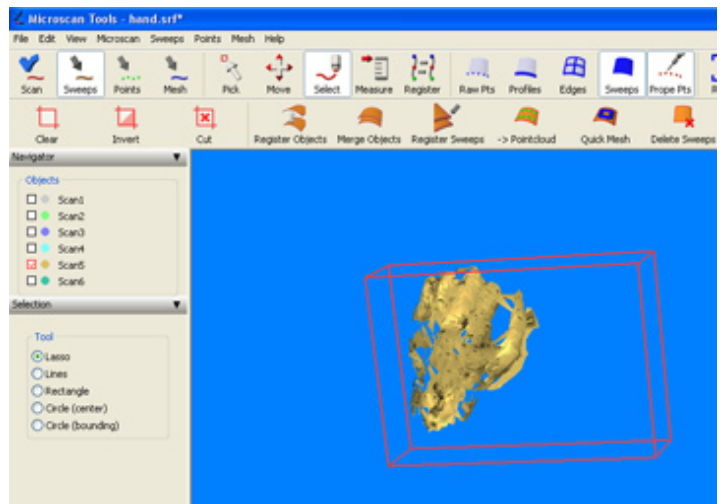 Microscan Tools - hand.srf*
File Edit View Microscan Sweeps Points Mesh Help
Scan Sweeps Points Mesh Pick Move Select Measure Register Raw Pts Profiles Edges Sweeps Prope Pts
Clear Invert Cut Register Objects Merge Objects Register Sweeps -> Pointcloud Quick Mesh Delete Sweeps
Navigator
Objects
Scan1
Scan2
Scan3
Scan4
Scan5
Scan6
Selection
Tool
Lasso
Lines
Rectangle
Circle (center)
Circle (bounding)